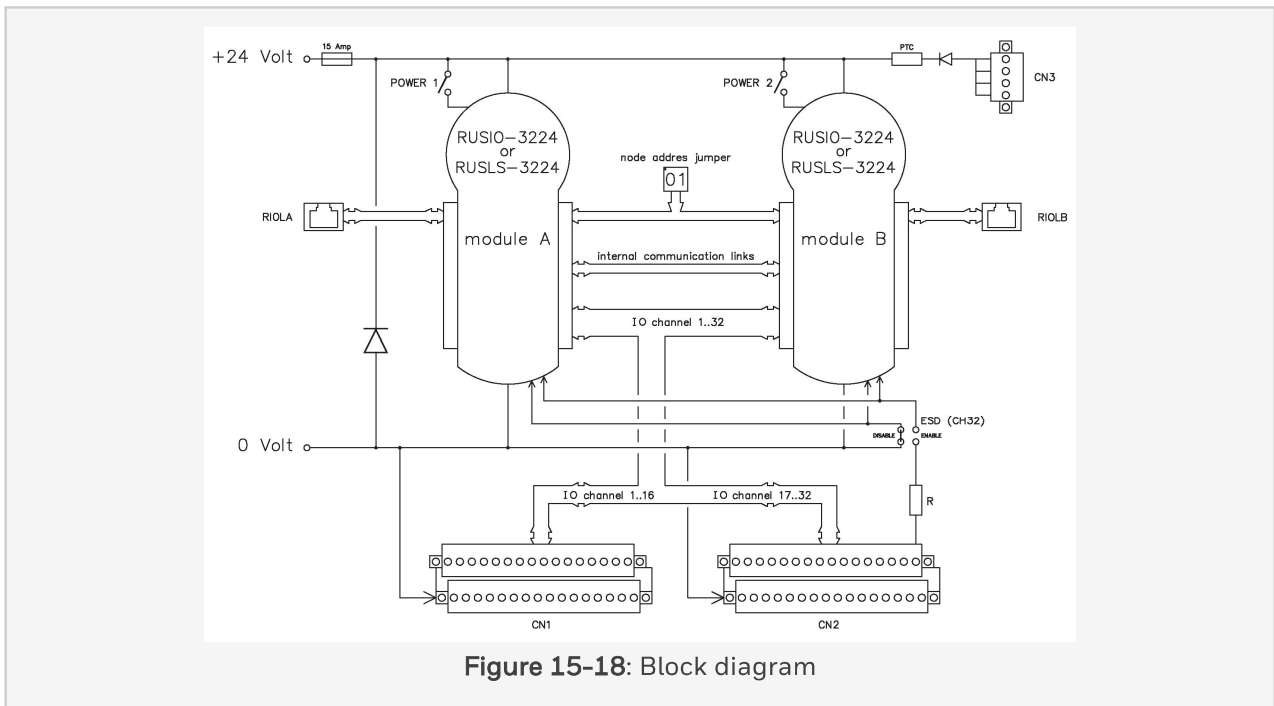 +24 Volt
15 Amp
PTC
CN3
POWER 1
POWER 2
RUSIO-3224
or
RUSLS-3224
RUSIO-3224
or
RUSLS-3224
node addres jumper
01
RIOLA
RIOLB
module A
module B
internal communication links
IO channel 1..32
ESD (CH32)
DISABLE
ENABLE
0 Volt
IO channel 1..16
IO channel 17..32
R
CN1
CN2
Figure 15-18: Block diagram